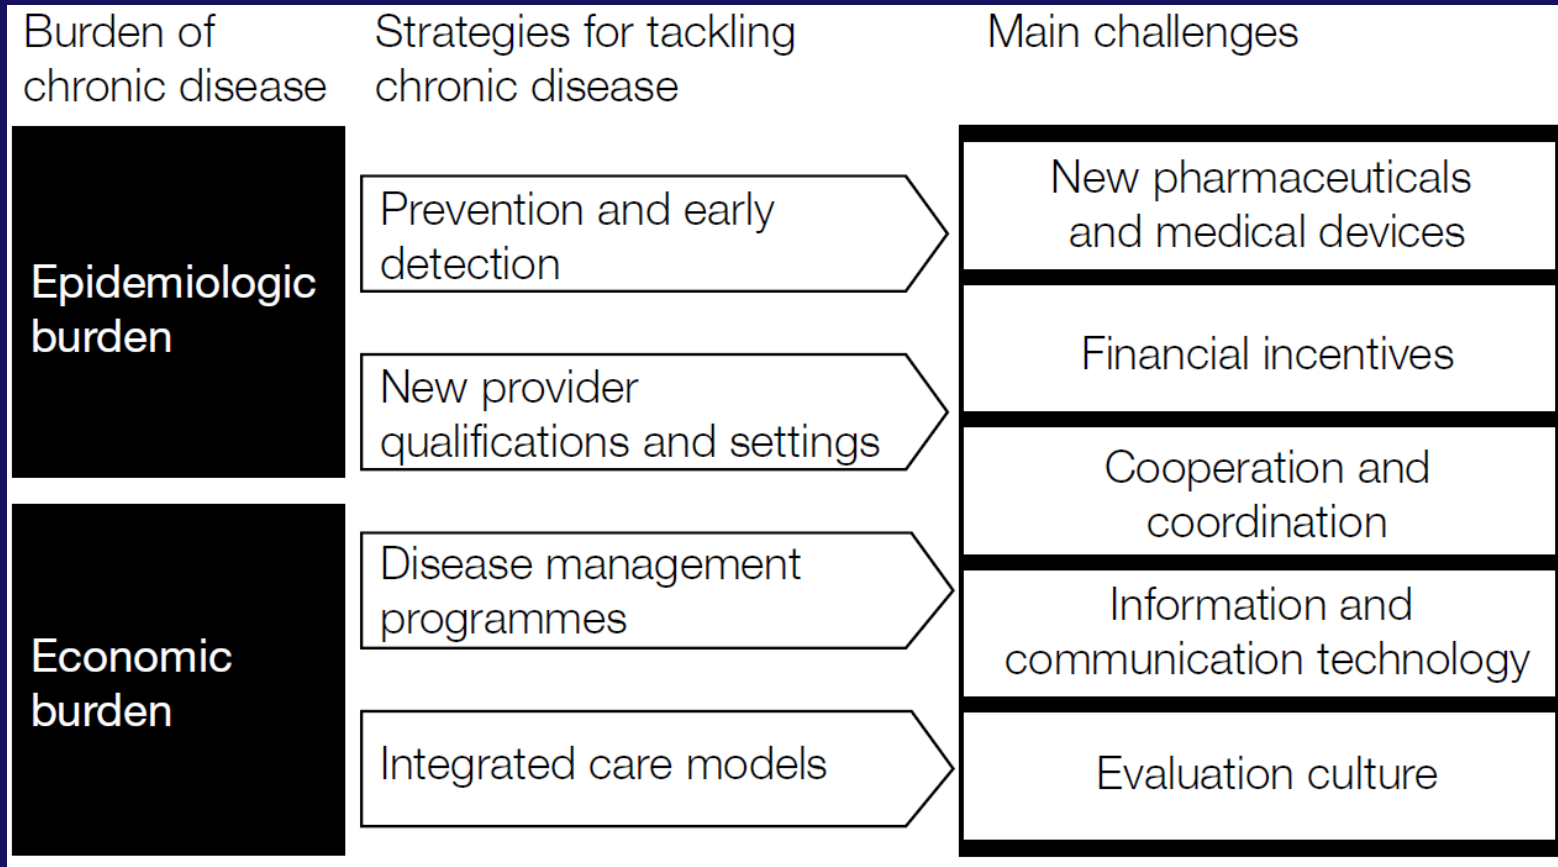 Burden of
chronic disease
Strategies for tackling
chronic disease
Main challenges
Epidemiologic
burden
Economic
burden
Prevention and early
detection
New provider
qualifications and settings
Disease management
programmes
Integrated care models
New pharmaceuticals
and medical devices
Financial incentives
Cooperation and
coordination
Information and
communication technology
Evaluation culture